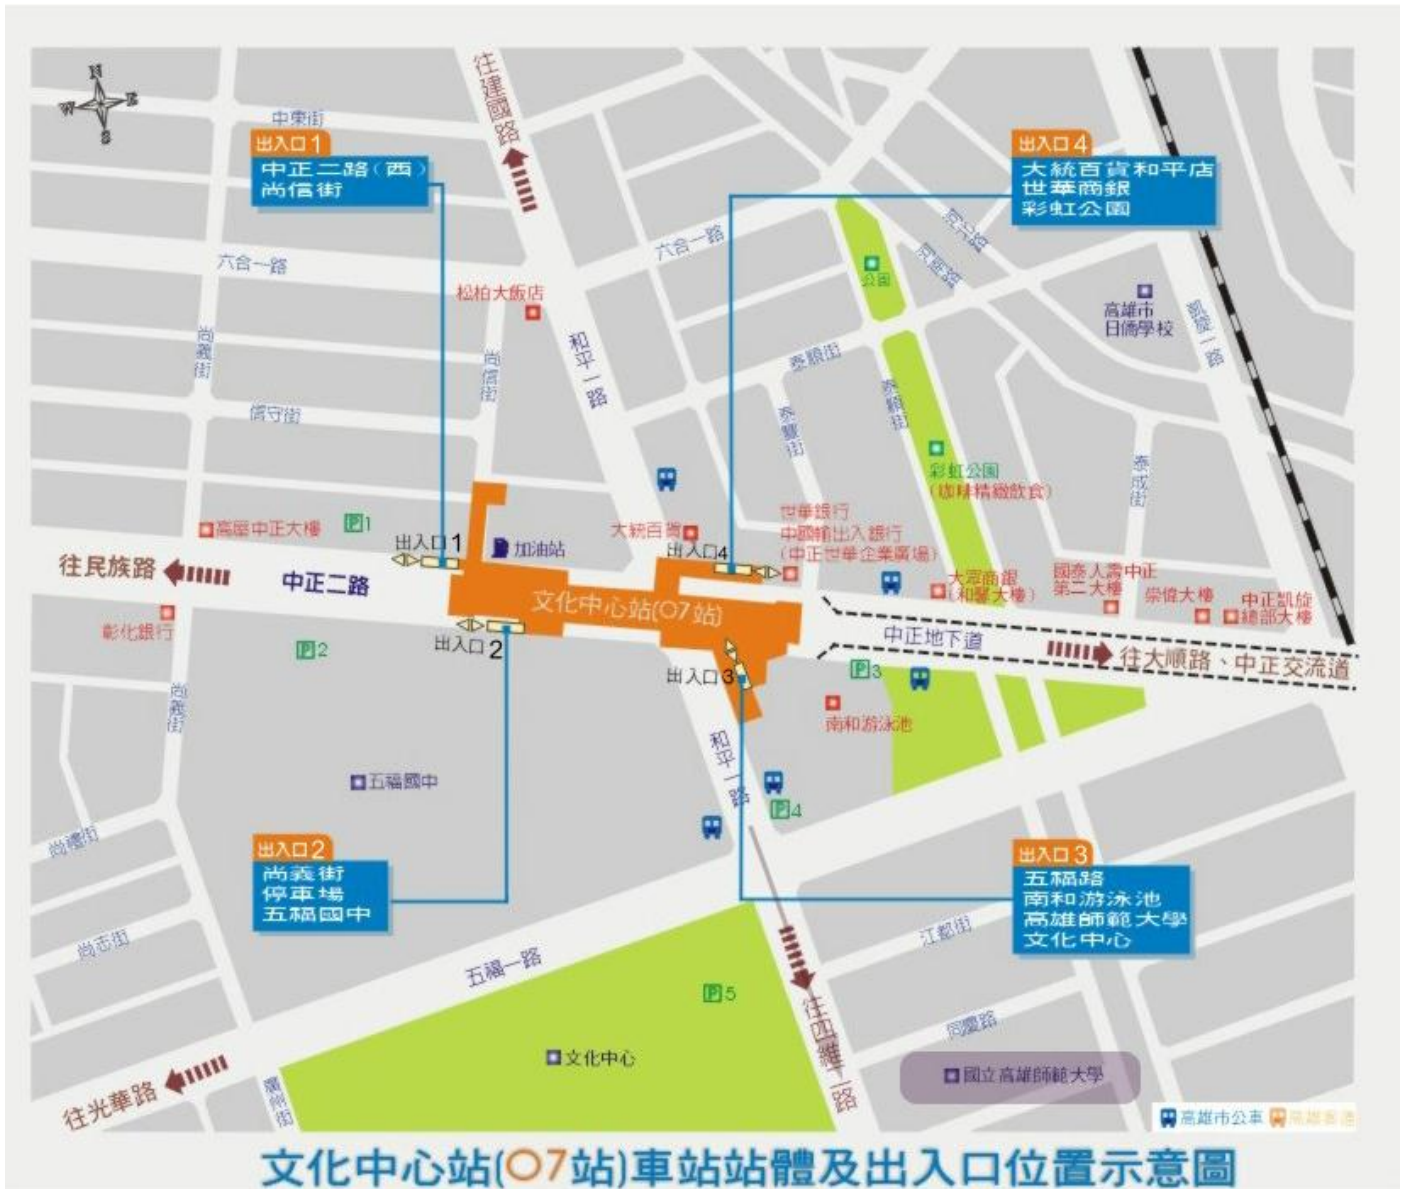 N
W
E
S
中東街
往建國路
出入口1
中正二路(西)
尚信街
出入口4
大統百貨和平店
世華商銀
彩虹公園
六合一路
六合一路
公園
松柏大飯店
高雄市
日僑學校
凱旋一路
尚義街
尚信街
和平一路
泰順街
泰順街
信守街
泰豐街
彩虹公園
(咖啡精緻飲食)
泰成街
高壓中正大樓
P1
出入口1
加油站
大統百貨
出入口4
世華銀行
中國輸出入銀行
(中正世華企業廣場)
往民族路
中正二路
文化中心站(O7站)
大眾商銀
(和馨大樓)
國泰人壽中正
第二大樓
崇偉大樓
中正凱旋
總部大樓
彰化銀行
P2
出入口2
中正地下道
往大順路、中正交流道
出入口3
P3
尚義街
南和游泳池
和平一路
五福國中
P4
尚禮街
出入口2
尚義街
停車場
五福國中
出入口3
五福路
南和游泳池
高雄師範大學
文化中心
尚志街
五福一路
江都街
P5
同慶路
往四維二路
文化中心
國立高雄師範大學
往光華路
廣州街
高雄市公車
高雄客運
文化中心站(O7站)車站站體及出入口位置示意圖